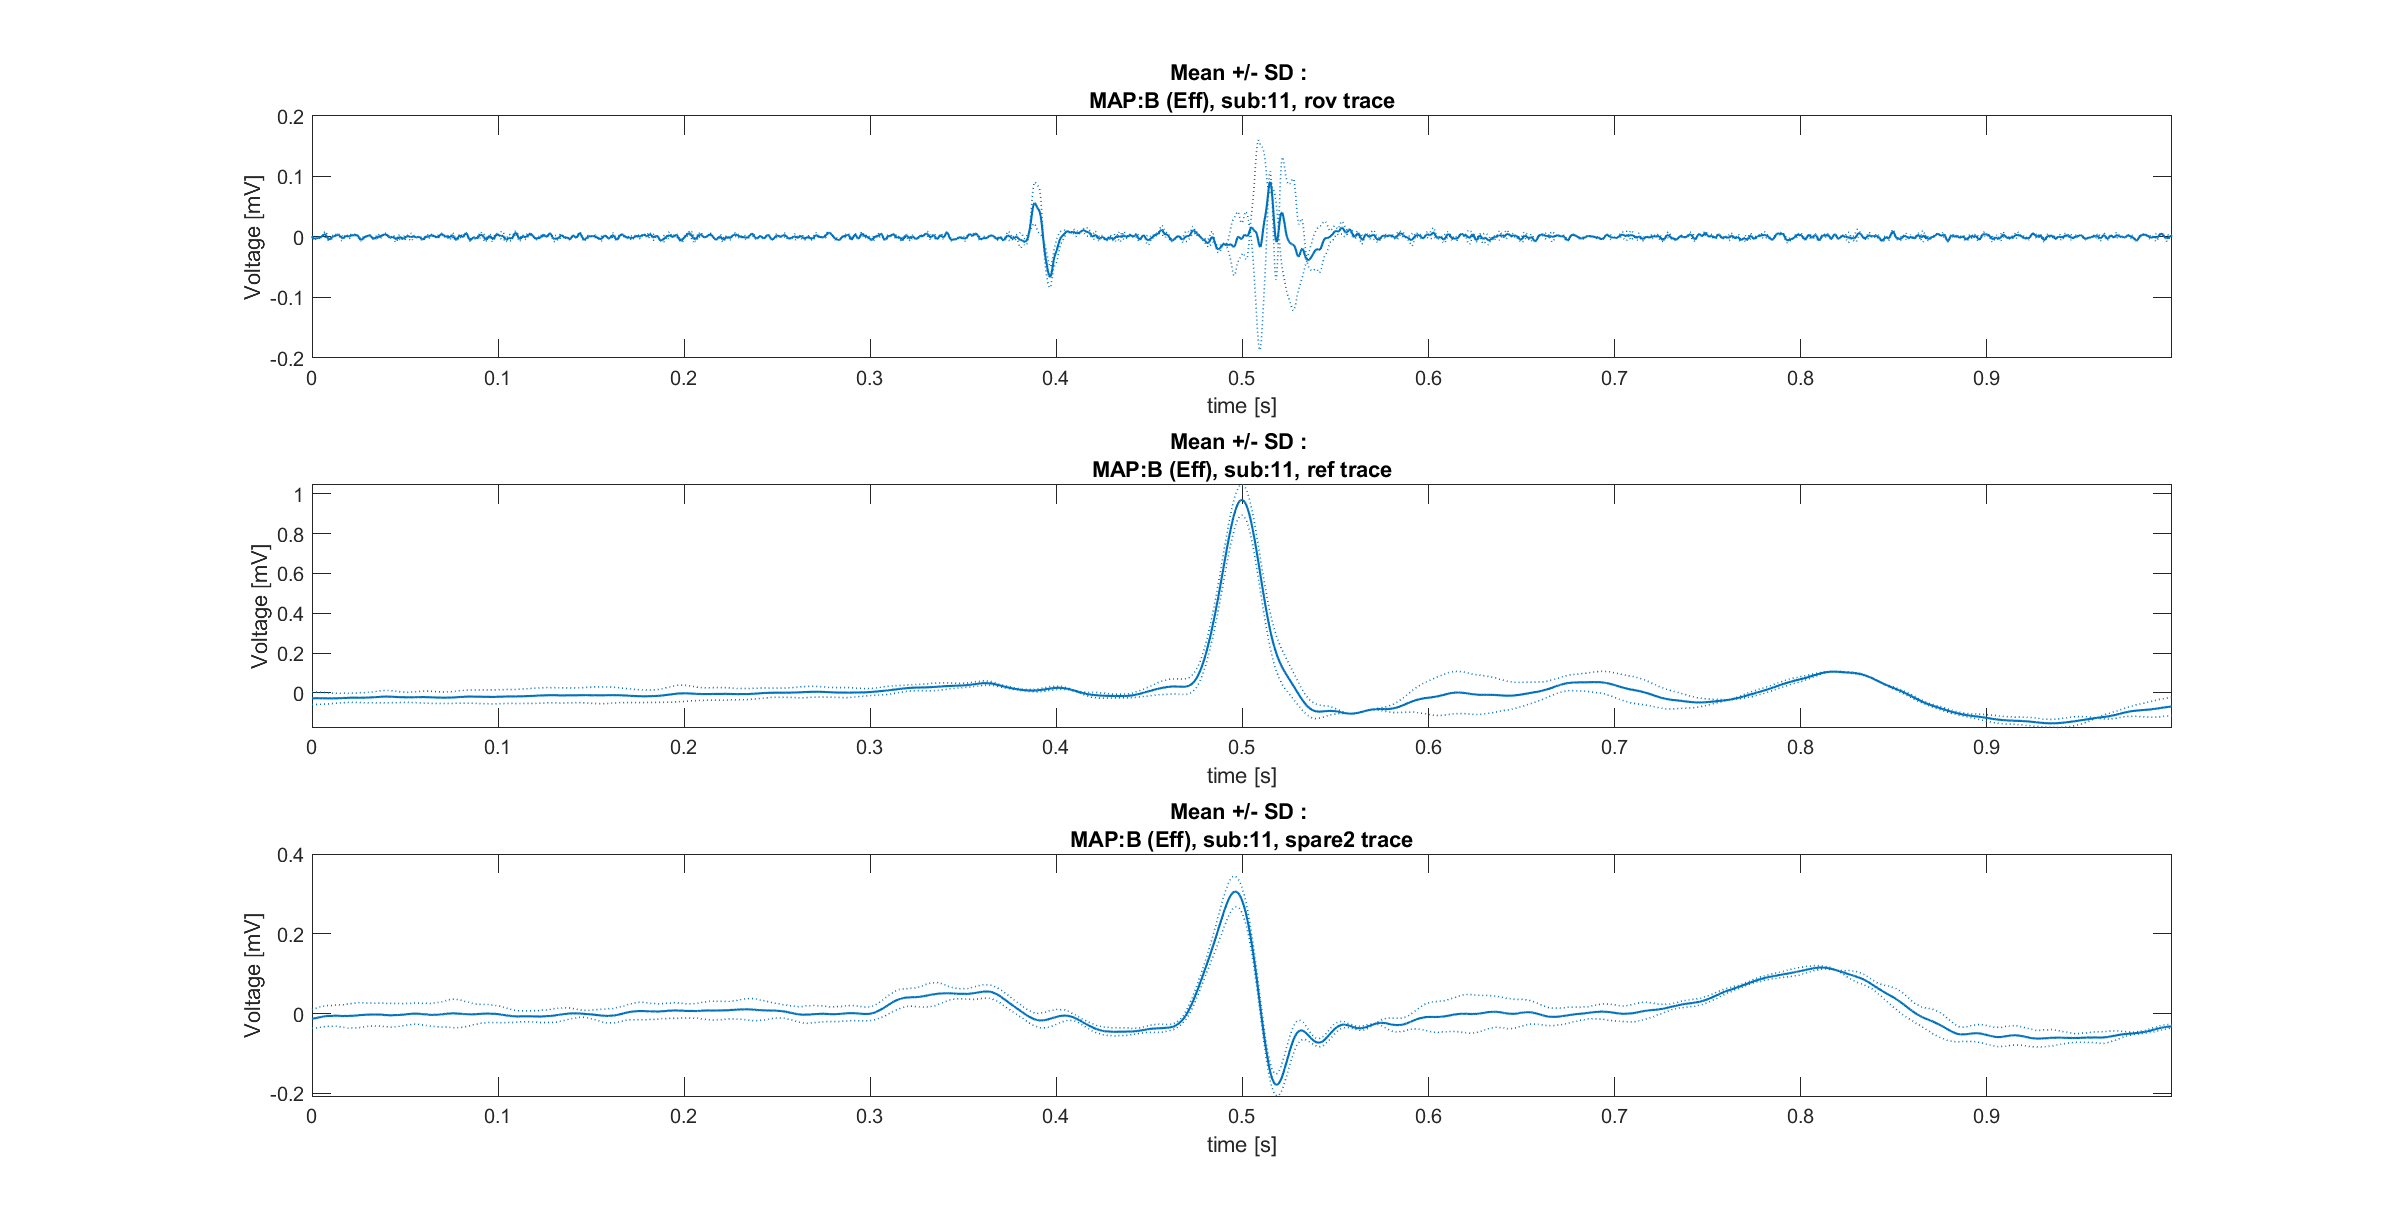 Mean +/- SD :
MAP:B (Eff), sub:11, rov trace
Voltage [mV]
0.2
0.1
0
-0.1
-0.2
0 0.1 0.2 0.3 0.4 0.5 0.6 0.7 0.8 0.9
time [s]
Mean +/- SD :
MAP:B (Eff), sub:11, ref trace
Voltage [mV]
1
0.8
0.6
0.4
0.2
0
0 0.1 0.2 0.3 0.4 0.5 0.6 0.7 0.8 0.9
time [s]
Mean +/- SD :
MAP:B (Eff), sub:11, spare2 trace
Voltage [mV]
0.4
0.2
0
-0.2
0 0.1 0.2 0.3 0.4 0.5 0.6 0.7 0.8 0.9
time [s]